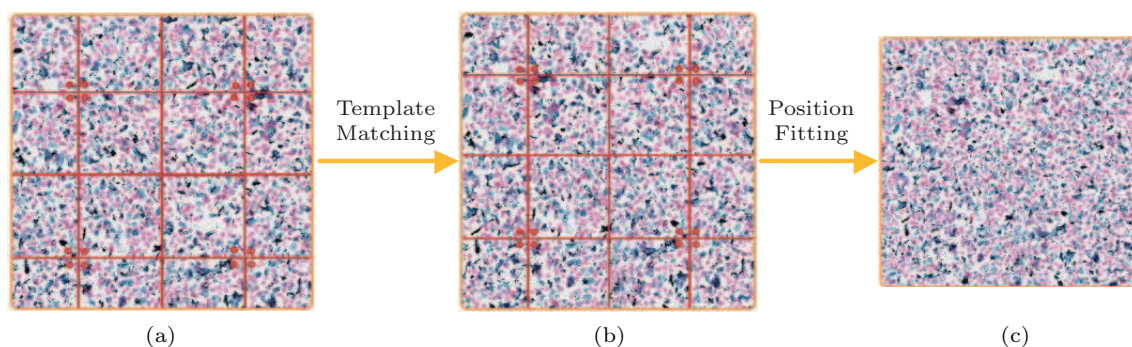 Template
Matching
Position
Fitting
(a)
(b)
(c)